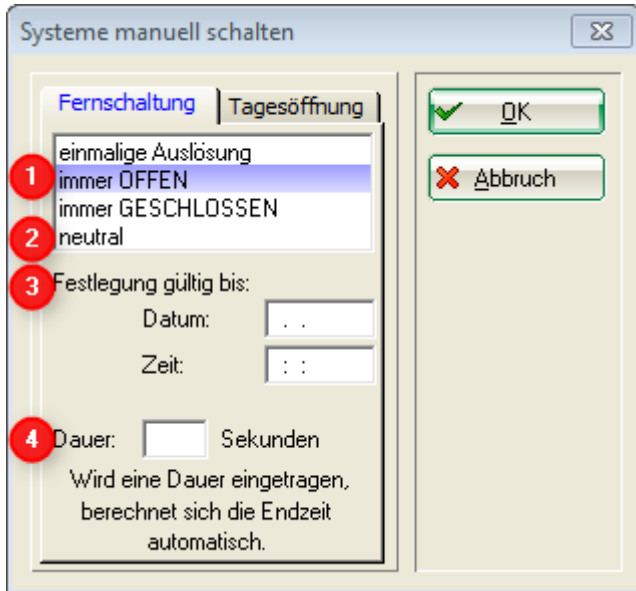 Systeme manuell schalten
Fernschaltung
Tagesöffnung
einmalige Auslösung
1 immer OFFEN
immer GESCHLOSSEN
2 neutral
3 Festlegung gültig bis:
Datum: . .
Zeit: : :
4 Dauer: Sekunden
Wird eine Dauer eingetragen,
berechnet sich die Endzeit
automatisch.
OK
Abbruch